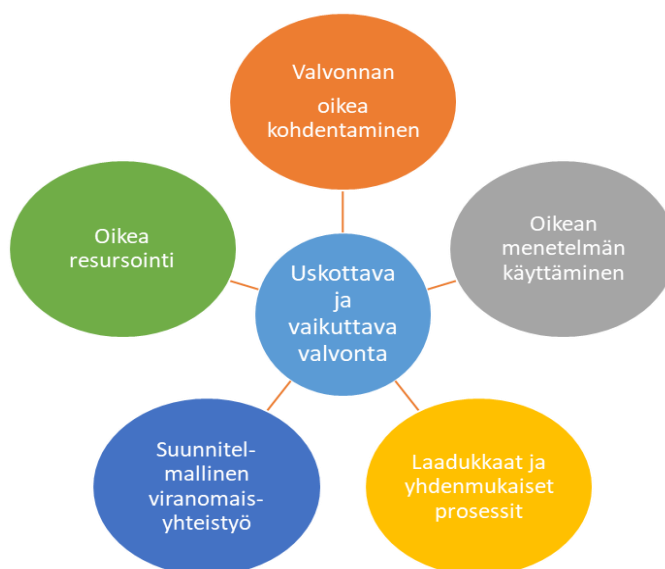 Valvonnan
oikea
kohdentaminen
Oikea
resursointi
Oikean
menetelmän
käyttäminen
Uskottava
ja
vaikuttava
valvonta
Suunnitel-
mallinen
viranomais-
yhteistyö
Laadukkaat ja
yhdenmukaiset
prosessit